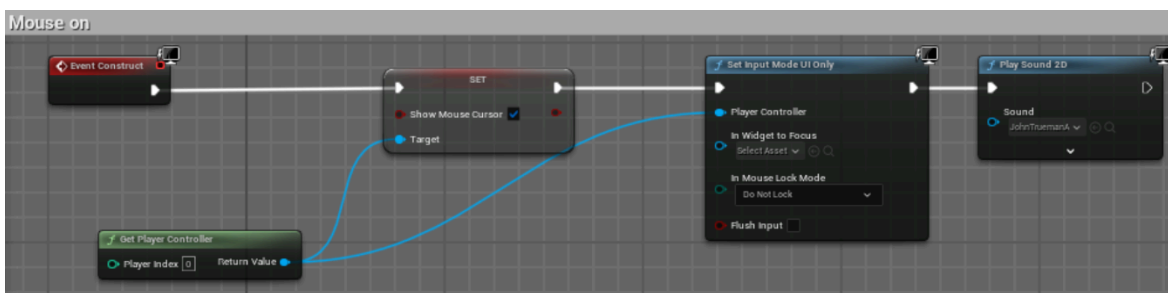 Mouse on
Event Construct
SET
Show Mouse Cursor
Target
Set Input Mode UI Only
Player Controller
In Widget to Focus
Select Asset
In Mouse Lock Mode
Do Not Lock
Flush Input
Play Sound 2D
Sound
JohnTruemanA
f Get Player Controller
Player Index 0
Return Value